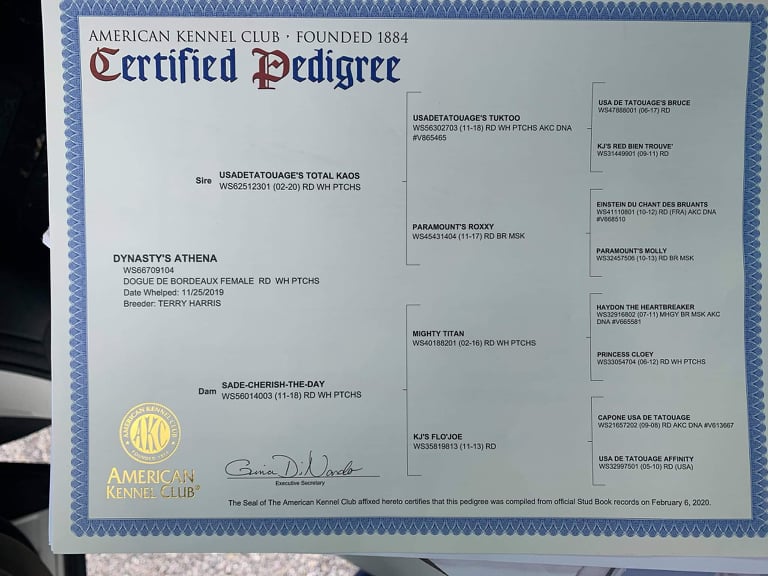 AMERICAN KENNEL CLUB · FOUNDED 1884
Certified Pedigree
Sire
USADETATOUAGE'S TOTAL KAOS
WS62512301 (02-20) RD WH PTCHS
DYNASTY'S ATHENA
WS66709104
DOGUE DE BORDEAUX FEMALE RD WH PTCHS
Date Whelped: 11/25/2019
Breeder: TERRY HARRIS
Dam
SADE-CHERISH-THE-DAY
WS56014003 (11-18) RD WH PTCHS
USADETATOUAGE'S TUKTOO
WS56302703 (11-18) RD WH PTCHS AKC DNA
#V865465
PARAMOUNT'S ROXXY
WS45431404 (11-17) RD BR MSK
MIGHTY TITAN
WS40188201 (02-16) RD WH PTCHS
KJ'S FLO'JOE
WS35819813 (11-13) RD
USA DE TATOUAGE'S BRUCE
WS47888001 (06-17) RD
KJ'S RED BIEN TROUVE'
WS31449901 (09-11) RD
EINSTEIN DU CHANT DES BRUANTS
WS41110801 (10-12) RD (FRA) AKC DNA
#V668510
PARAMOUNT'S MOLLY
WS32457506 (10-13) RD BR MSK
HAYDON THE HEARTBREAKER
WS32916802 (07-11) MHGY BR MSK AKC
DNA #V665581
PRINCESS CLOEY
WS33054704 (06-12) RD WH PTCHS
CAPONE USA DE TATOUAGE
WS21657202 (09-08) RD AKC DNA #V613667
USA DE TATOUAGE AFFINITY
WS32997501 (05-10) RD (USA)
AMERICAN KENNEL CLUB
AKC
FOUNDED 1884
AMERICAN
KENNEL CLUB®
Gina DiNardo
Executive Secretary
The Seal of The American Kennel Club affixed hereto certifies that this pedigree was compiled from official Stud Book records on February 6, 2020.